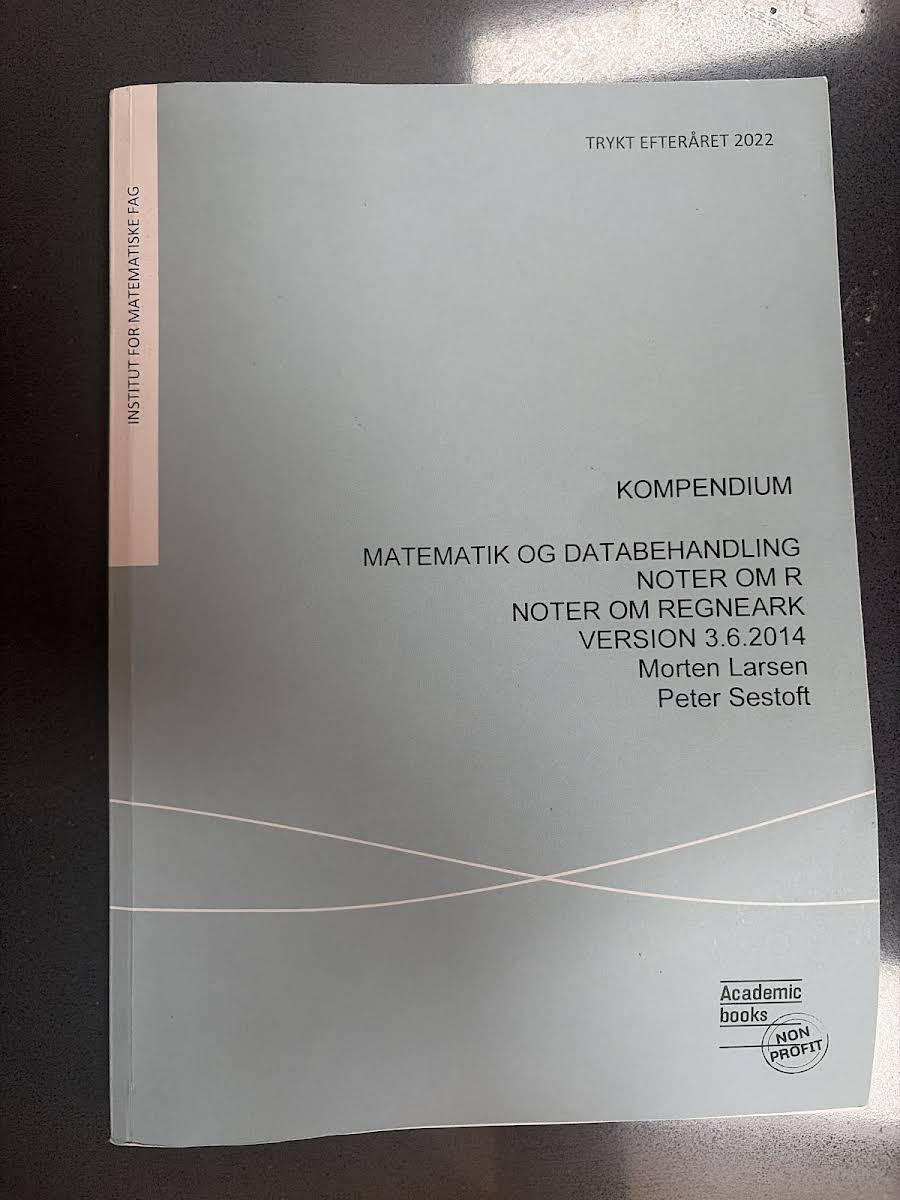 TRYKT EFTERÅRET 2022
INSTITUT FOR MATEMATISKE FAG
KOMPENDIUM
MATEMATIK OG DATABEHANDLING
NOTER OM R
NOTER OM REGNEARK
VERSION 3.6.2014
Morten Larsen
Peter Sestoft
Academic
books
NON
PROFIT